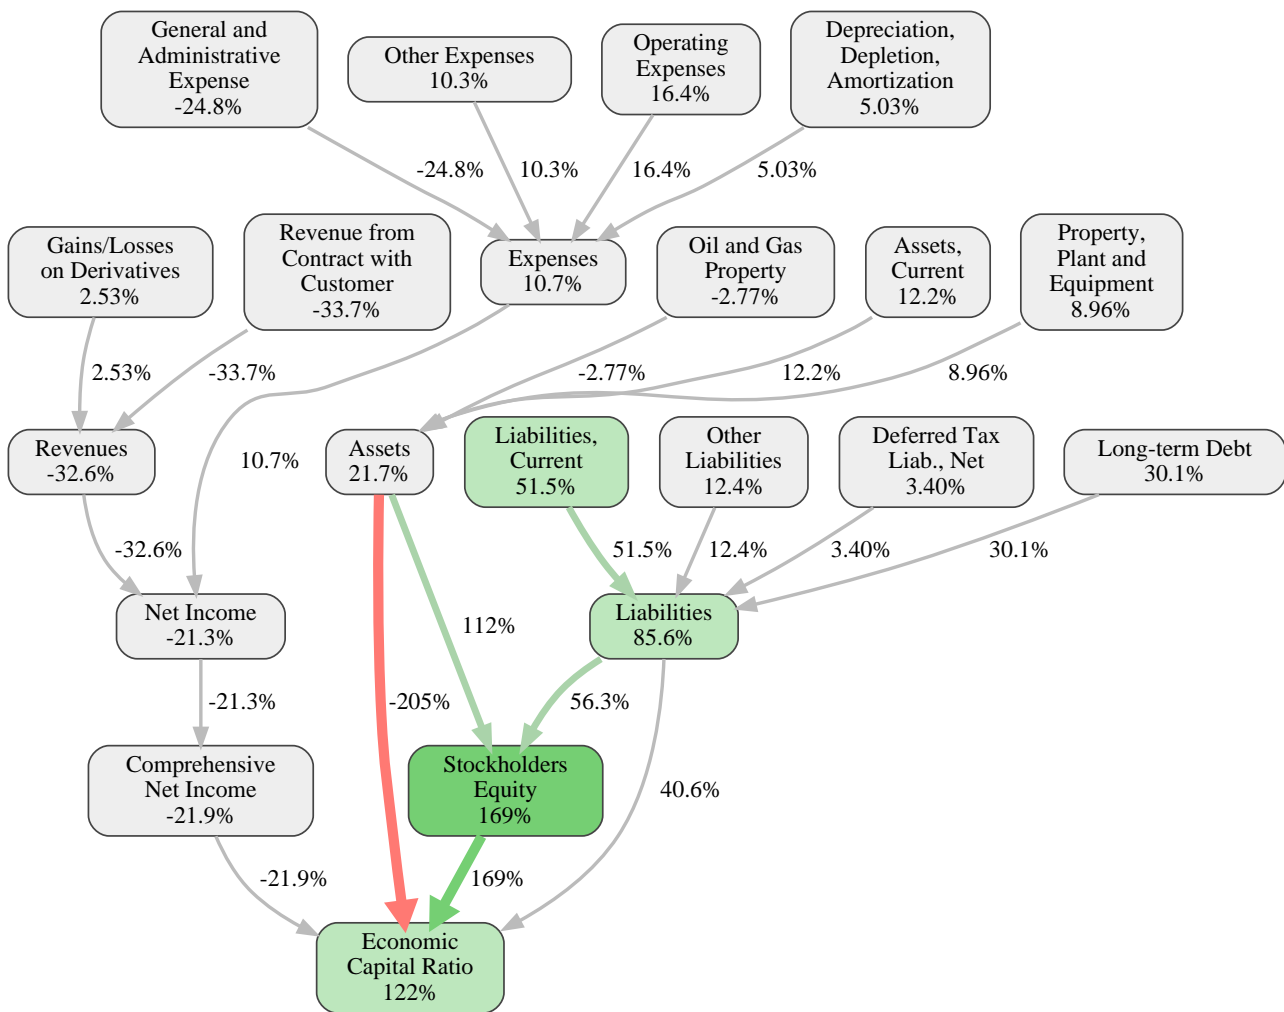 General and
Administrative
Expense
-24.8%
Other Expenses
10.3%
Operating
Expenses
16.4%
Depreciation,
Depletion,
Amortization
5.03%
-24.8%
10.3%
16.4%
5.03%
Gains/Losses
on Derivatives
2.53%
Revenue from
Contract with
Customer
-33.7%
Expenses
10.7%
Oil and Gas
Property
-2.77%
Assets,
Current
12.2%
Property,
Plant and
Equipment
8.96%
2.53%
-33.7%
-2.77%
12.2%
8.96%
Revenues
-32.6%
10.7%
Assets
21.7%
Liabilities,
Current
51.5%
Other
Liabilities
12.4%
Deferred Tax
Liab., Net
3.40%
Long-term Debt
30.1%
-32.6%
51.5%
12.4%
3.40%
30.1%
Net Income
-21.3%
112%
Liabilities
85.6%
-21.3%
-205%
56.3%
Comprehensive
Net Income
-21.9%
Stockholders
Equity
169%
40.6%
-21.9%
169%
Economic
Capital Ratio
122%